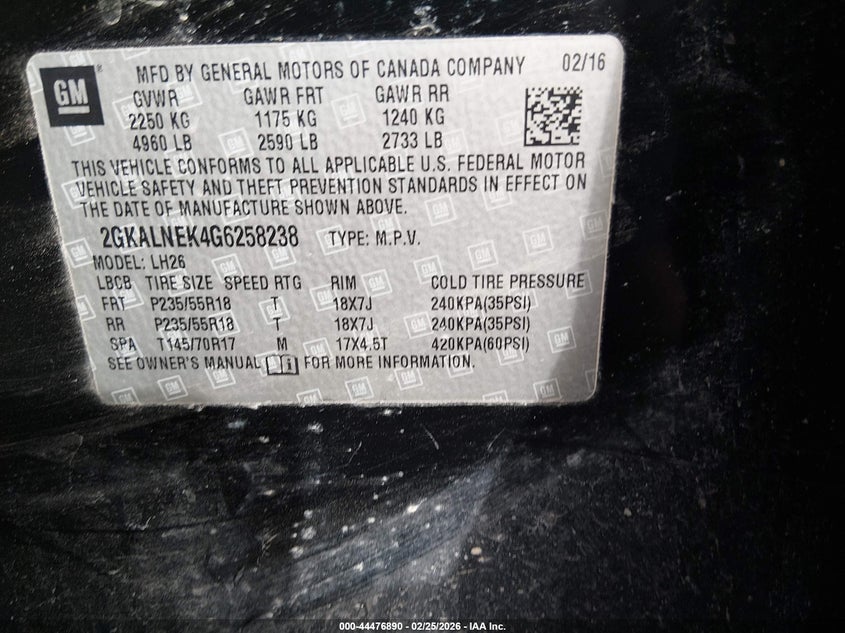 GM ® MFD BY GENERAL MOTORS OF CANADA COMPANY 02/16
GVWR GAWR FRT GAWR RR
2250 KG 1175 KG 1240 KG
4960 LB 2590 LB 2733 LB
THIS VEHICLE CONFORMS TO ALL APPLICABLE U.S. FEDERAL MOTOR
VEHICLE SAFETY AND THEFT PREVENTION STANDARDS IN EFFECT ON
THE DATE OF MANUFACTURE SHOWN ABOVE.
2GKALNEK4G6258238 TYPE: M.P.V.
MODEL: LH26
LBCB TIRE SIZE SPEED RTG RIM COLD TIRE PRESSURE
FRT P235/55R18 T 18X7J 240KPA(35PSI)
RR P235/55R18 T 18X7J 240KPA(35PSI)
SPA T145/70R17 M 17X4.5T 420KPA(60PSI)
SEE OWNER'S MANUAL i FOR MORE INFORMATION.
000-44476890 - 02/25/2026 - IAA Inc.